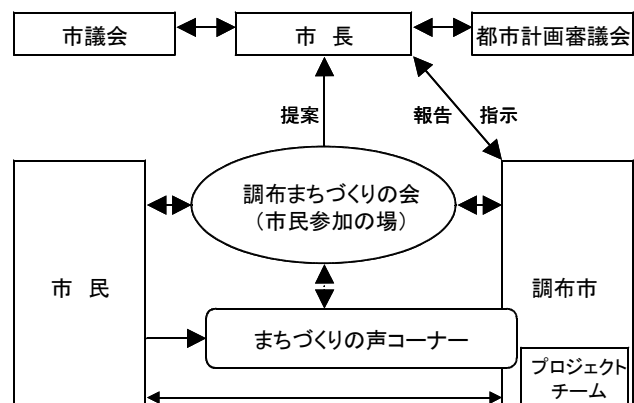 市議会
市 長
都市計画審議会
提案
報告
指示
調布まちづくりの会
（市民参加の場）
市 民
調布市
まちづくりの声コーナー
プロジェクト
チーム